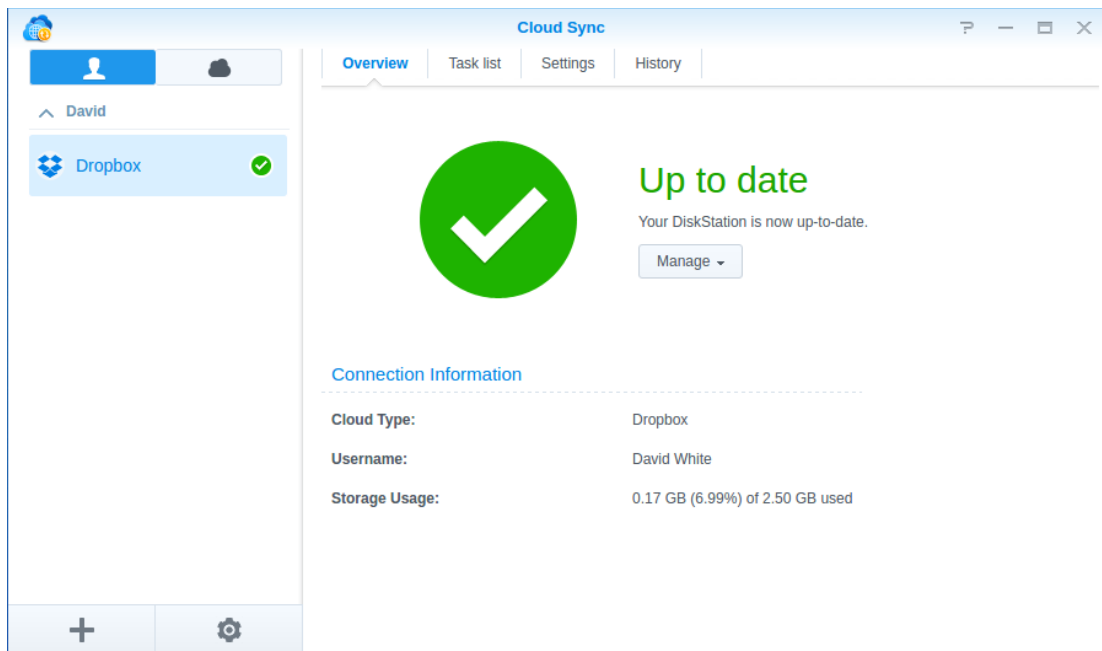 Cloud Sync
Overview Task list Settings History
David
Dropbox
Up to date
Your DiskStation is now up-to-date.
Manage
Connection Information
Cloud Type: Dropbox
Username: David White
Storage Usage: 0.17 GB (6.99%) of 2.50 GB used